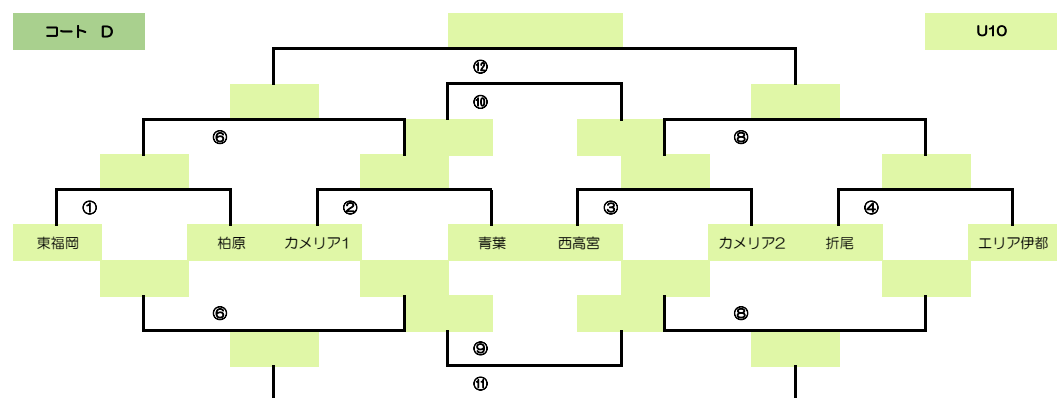 コート D
U10
⑫
⑩
⑥
⑧
①
②
③
④
東福岡
柏原
カメリア1
青葉
西高宮
カメリア2
折尾
エリア伊都
⑥
⑧
⑨
⑪